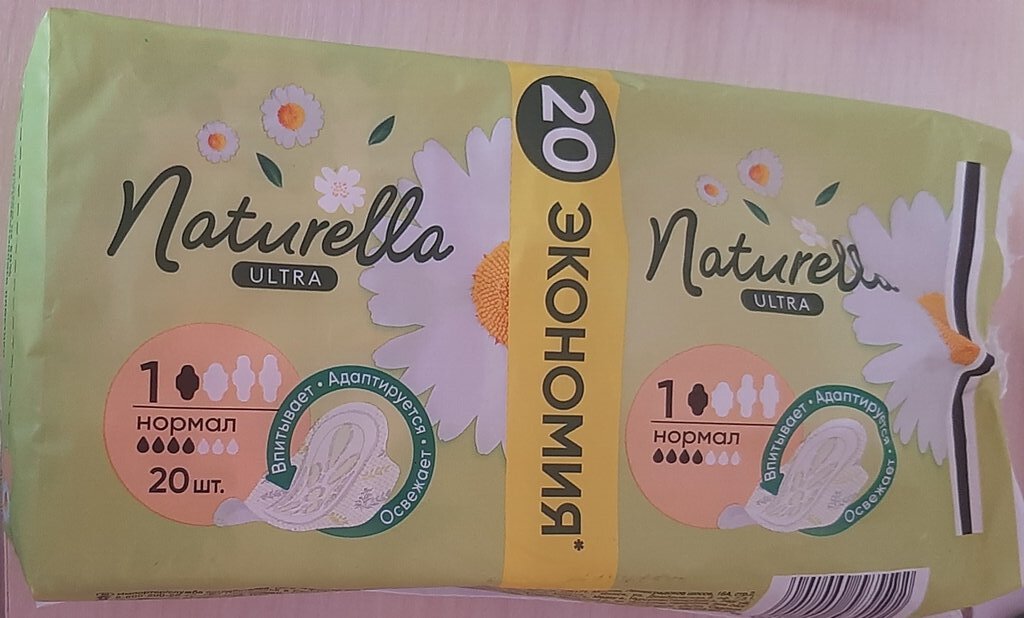 Naturella
ULTRA
1
нормал
20 шт.
Впитывает • Адаптируется • Освежает •
20 ЭКОНОМИЯ*
Naturella
ULTRA
1
нормал
Впитывает • Адаптируется • Освежает •